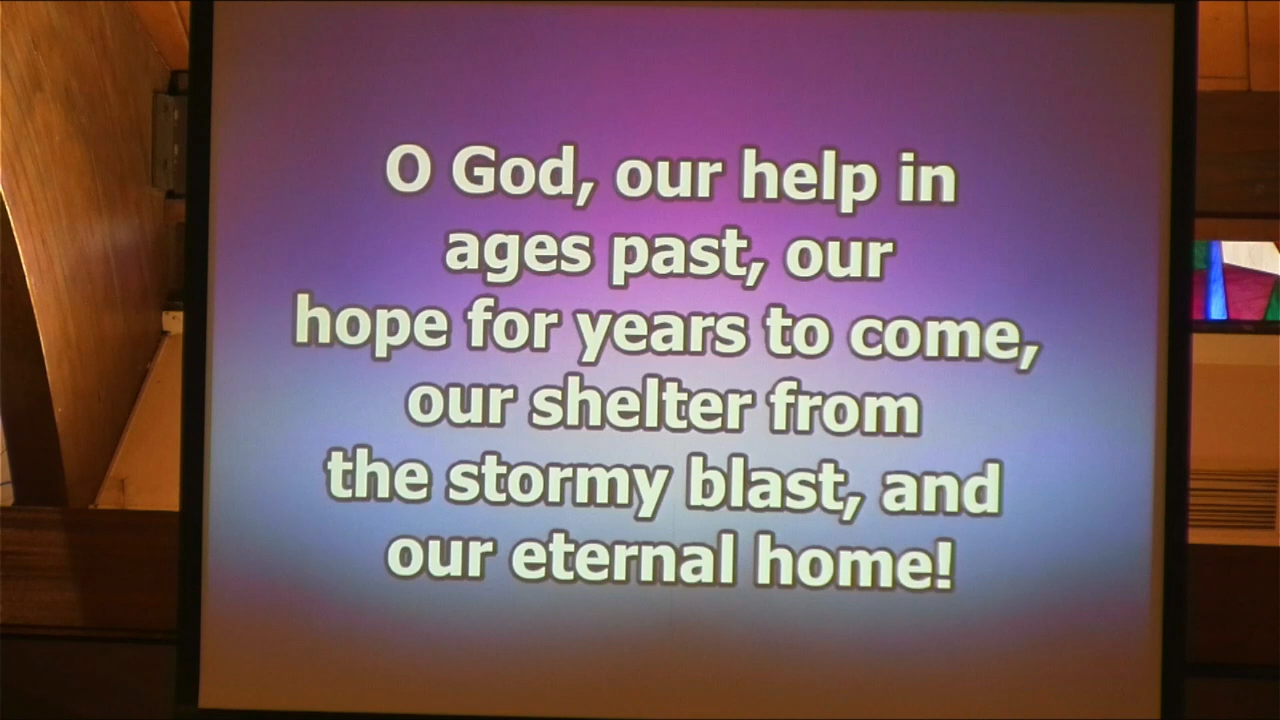 O God, our help in
ages past, our
hope for years to come,
our shelter from
the stormy blast, and
our eternal home!